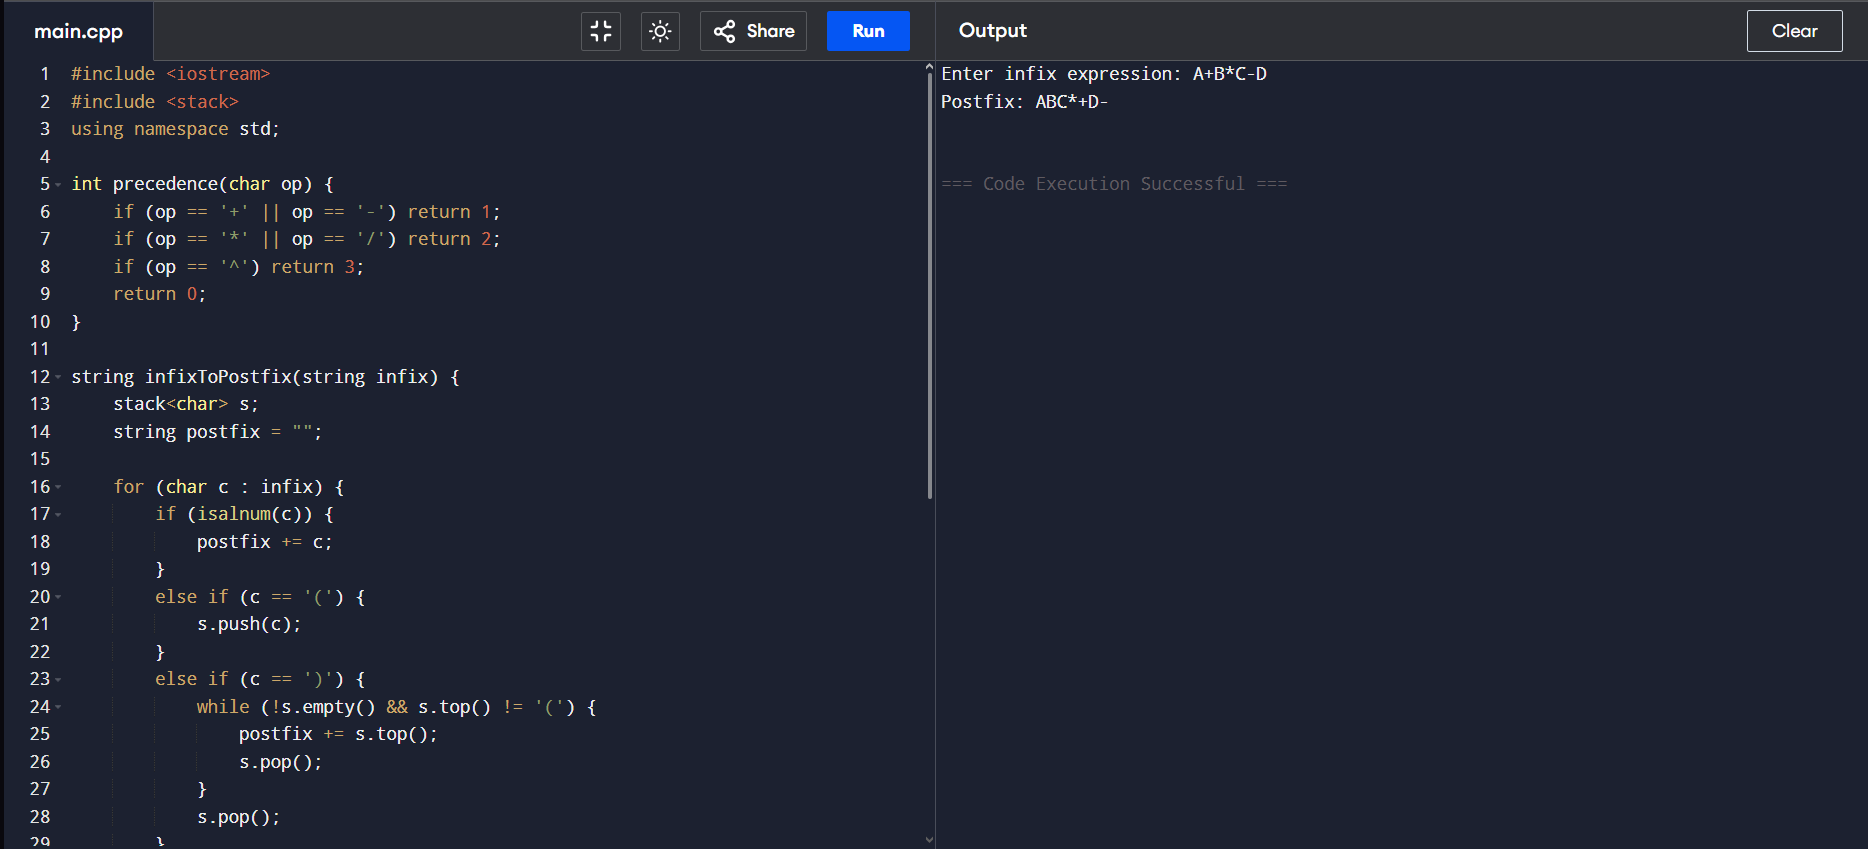 main.cpp
Share
Run
Output
Clear
1 #include <iostream>
2 #include <stack>
3 using namespace std;
4
5 int precedence(char op) {
6     if (op == '+' || op == '-') return 1;
7     if (op == '*' || op == '/') return 2;
8     if (op == '^') return 3;
9     return 0;
10 }
11
12 string infixToPostfix(string infix) {
13     stack<char> s;
14     string postfix = "";
15
16     for (char c : infix) {
17         if (isalnum(c)) {
18             postfix += c;
19         }
20         else if (c == '(') {
21             s.push(c);
22         }
23         else if (c == ')') {
24             while (!s.empty() && s.top() != '(') {
25                 postfix += s.top();
26                 s.pop();
27             }
28             s.pop();
29         }
Enter infix expression: A+B*C-D
Postfix: ABC*+D-
=== Code Execution Successful ===